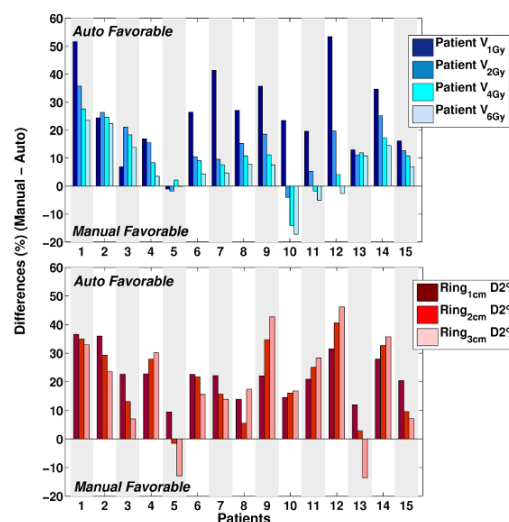 60
50
40
30
20
10
0
−10
−20
Auto Favorable
Manual Favorable
Patient V1Gy
Patient V2Gy
Patient V4Gy
Patient V6Gy
1 2 3 4 5 6 7 8 9 10 11 12 13 14 15
Differences (%) (Manual − Auto)
60
50
40
30
20
10
0
−10
−20
Auto Favorable
Manual Favorable
Ring1cm D2%
Ring2cm D2%
Ring3cm D2%
1 2 3 4 5 6 7 8 9 10 11 12 13 14 15
Patients